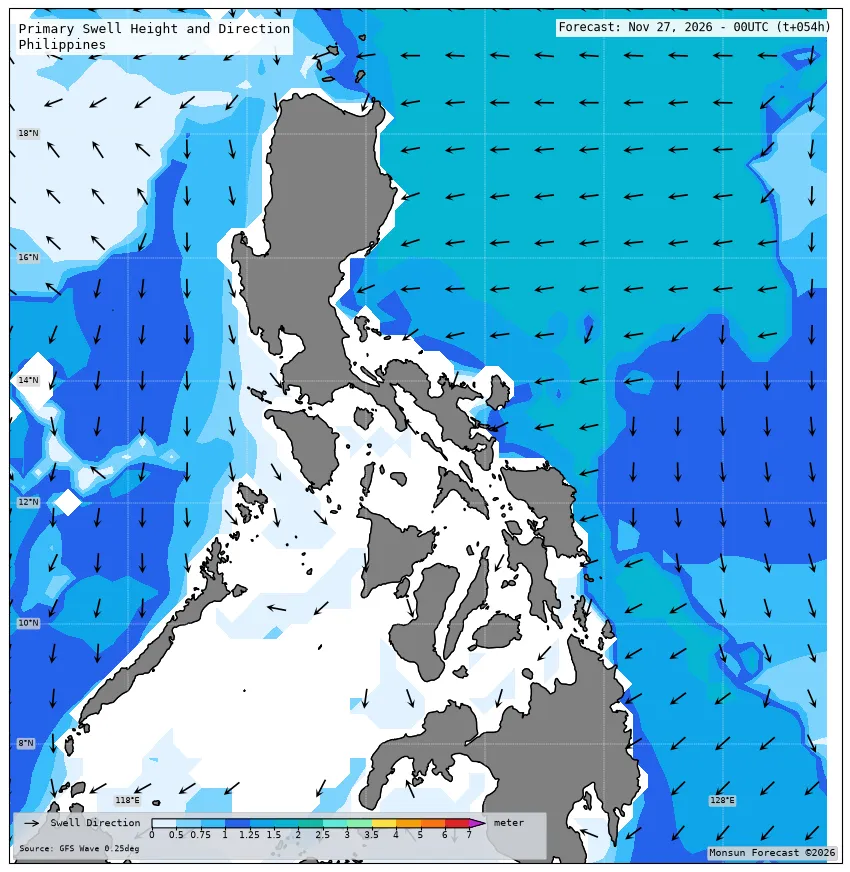 Primary Swell Height and Direction
Philippines
Forecast: Nov 27, 2026 - 00UTC (t+054h)
18°N
16°N
14°N
12°N
10°N
8°N
118°E
128°E
Swell Direction
0 0.5 0.75 1 1.25 1.5 2 2.5 3 3.5 4 5 6 7
meter
Source: GFS Wave 0.25deg
Monsun Forecast ©2026